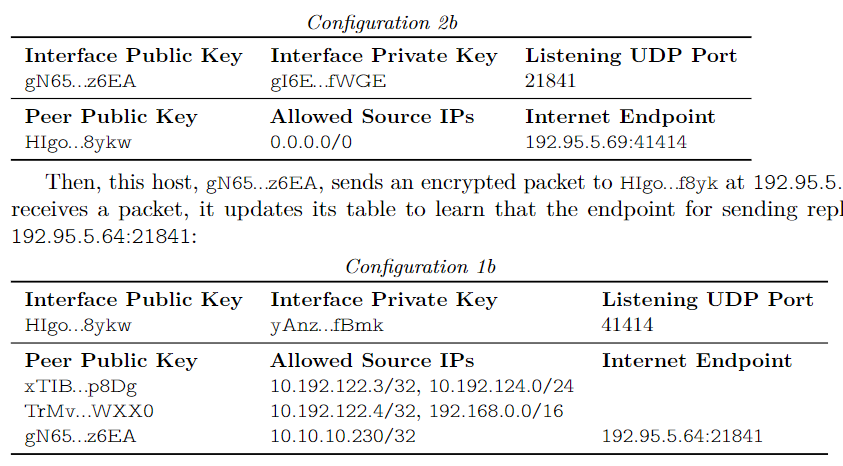 Configuration 2b
Interface Public Key Interface Private Key Listening UDP Port
gN65...z6EA gI6E...fWGE 21841
Peer Public Key Allowed Source IPs Internet Endpoint
HIgo...8ykw 0.0.0.0/0 192.95.5.69:41414
Then, this host, gN65...z6EA, sends an encrypted packet to HIgo...f8yk at 192.95.5.
receives a packet, it updates its table to learn that the endpoint for sending repl
192.95.5.64:21841:
Configuration 1b
Interface Public Key Interface Private Key Listening UDP Port
HIgo...8ykw yAnz...fBmk 41414
Peer Public Key Allowed Source IPs Internet Endpoint
xTIB...p8Dg 10.192.122.3/32, 10.192.124.0/24
TrMv...WXX0 10.192.122.4/32, 192.168.0.0/16
gN65...z6EA 10.10.10.230/32 192.95.5.64:21841